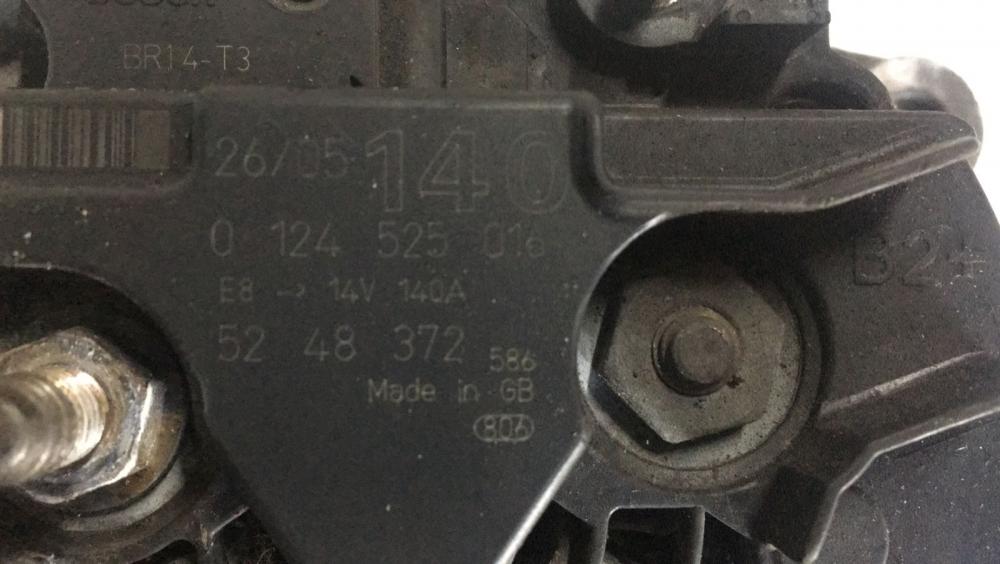 BR14-T3
26/05 140
0 124 525 016
E8 → 14V 140A
52 48 372 586
Made in GB
806
B2+